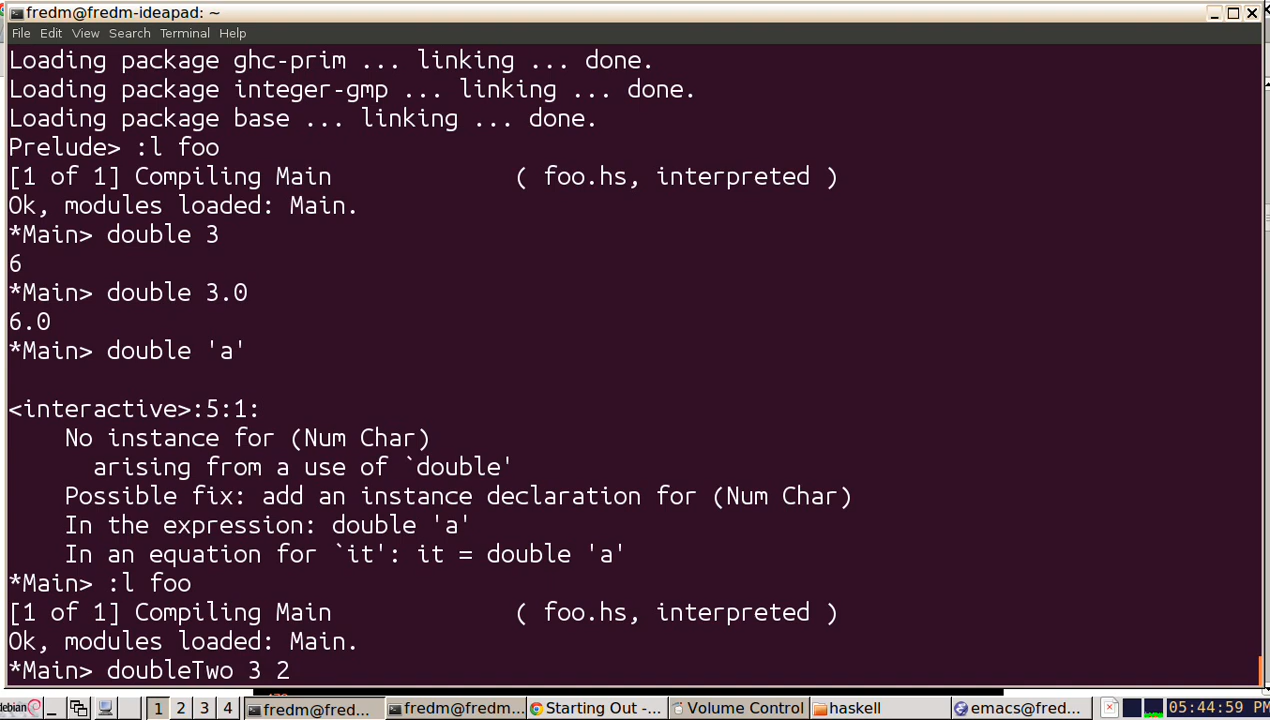 fredm@fredm-ideapad: ~
File Edit View Search Terminal Help
Loading package ghc-prim ... linking ... done.
Loading package integer-gmp ... linking ... done.
Loading package base ... linking ... done.
Prelude> :l foo
[1 of 1] Compiling Main             ( foo.hs, interpreted )
Ok, modules loaded: Main.
*Main> double 3
6
*Main> double 3.0
6.0
*Main> double 'a'
<interactive>:5:1:
    No instance for (Num Char)
      arising from a use of `double'
    Possible fix: add an instance declaration for (Num Char)
    In the expression: double 'a'
    In an equation for `it': it = double 'a'
*Main> :l foo
[1 of 1] Compiling Main             ( foo.hs, interpreted )
Ok, modules loaded: Main.
*Main> doubleTwo 3 2
debian 1 2 3 4 fredm@fred... fredm@fredm... Starting Out -... Volume Control haskell emacs@fred... 05:44:59 PM